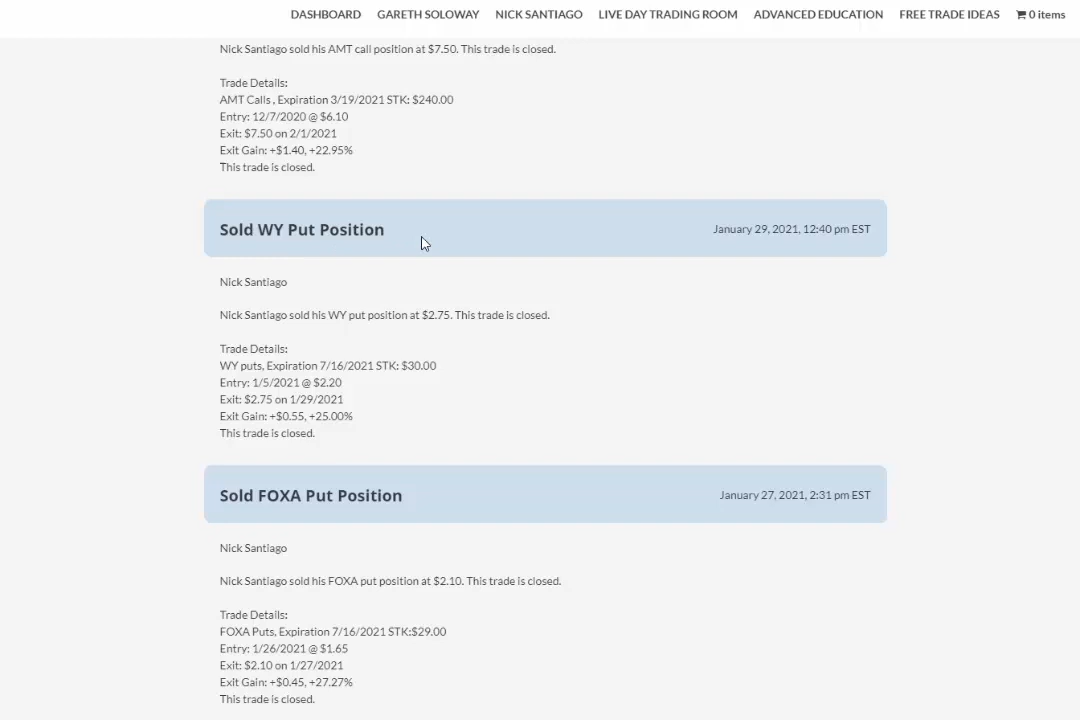 DASHBOARD GARETH SOLOWAY NICK SANTIAGO LIVE DAY TRADING ROOM ADVANCED EDUCATION FREE TRADE IDEAS 0 items
Nick Santiago sold his AMT call position at $7.50. This trade is closed.
Trade Details:
AMT Calls , Expiration 3/19/2021 STK: $240.00
Entry: 12/7/2020 @ $6.10
Exit: $7.50 on 2/1/2021
Exit Gain: +$1.40, +22.95%
This trade is closed.
Sold WY Put Position January 29, 2021, 12:40 pm EST
Nick Santiago
Nick Santiago sold his WY put position at $2.75. This trade is closed.
Trade Details:
WY puts, Expiration 7/16/2021 STK: $30.00
Entry: 1/5/2021 @ $2.20
Exit: $2.75 on 1/29/2021
Exit Gain: +$0.55, +25.00%
This trade is closed.
Sold FOXA Put Position January 27, 2021, 2:31 pm EST
Nick Santiago
Nick Santiago sold his FOXA put position at $2.10. This trade is closed.
Trade Details:
FOXA Puts, Expiration 7/16/2021 STK:$29.00
Entry: 1/26/2021 @ $1.65
Exit: $2.10 on 1/27/2021
Exit Gain: +$0.45, +27.27%
This trade is closed.